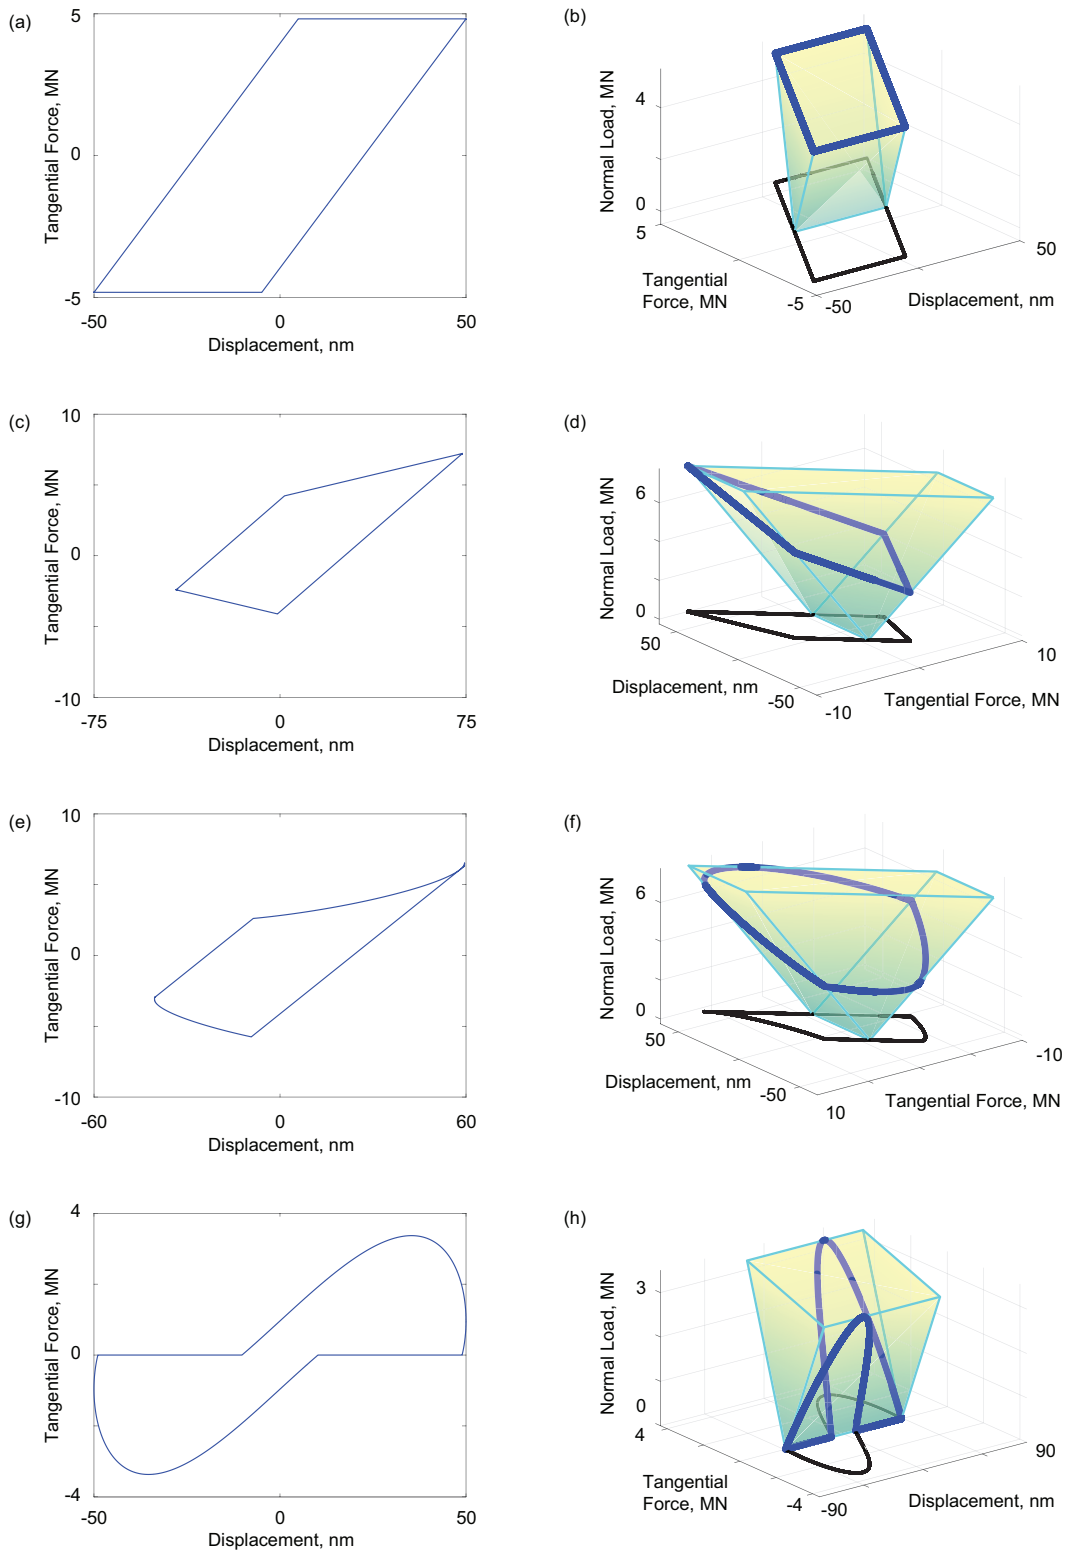 (a)
5
0
-5
-50
0
50
Tangential Force, MN
Displacement, nm
(b)
4
0
5
Normal Load, MN
Tangential
Force, MN
-5
-50
50
Displacement, nm
(c)
10
0
-10
-75
0
75
Tangential Force, MN
Displacement, nm
(d)
6
0
50
Normal Load, MN
Displacement, nm
-50
-10
10
Tangential Force, MN
(e)
10
0
-10
-60
0
60
Tangential Force, MN
Displacement, nm
(f)
6
0
50
Normal Load, MN
Displacement, nm
-50
10
-10
Tangential Force, MN
(g)
4
0
-4
-50
0
50
Tangential Force, MN
Displacement, nm
(h)
3
0
4
Normal Load, MN
Tangential
Force, MN
-4
-90
90
Displacement, nm